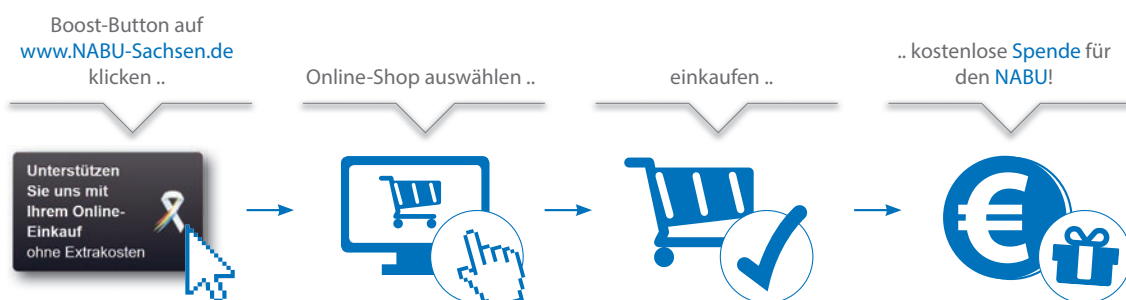 Boost-Button auf
www.NABU-Sachsen.de
klicken ..
Online-Shop auswählen ..
einkaufen ..
.. kostenlose Spende für
den NABU!
Unterstützen
Sie uns mit
Ihrem Online-
Einkauf
ohne Extrakosten
€